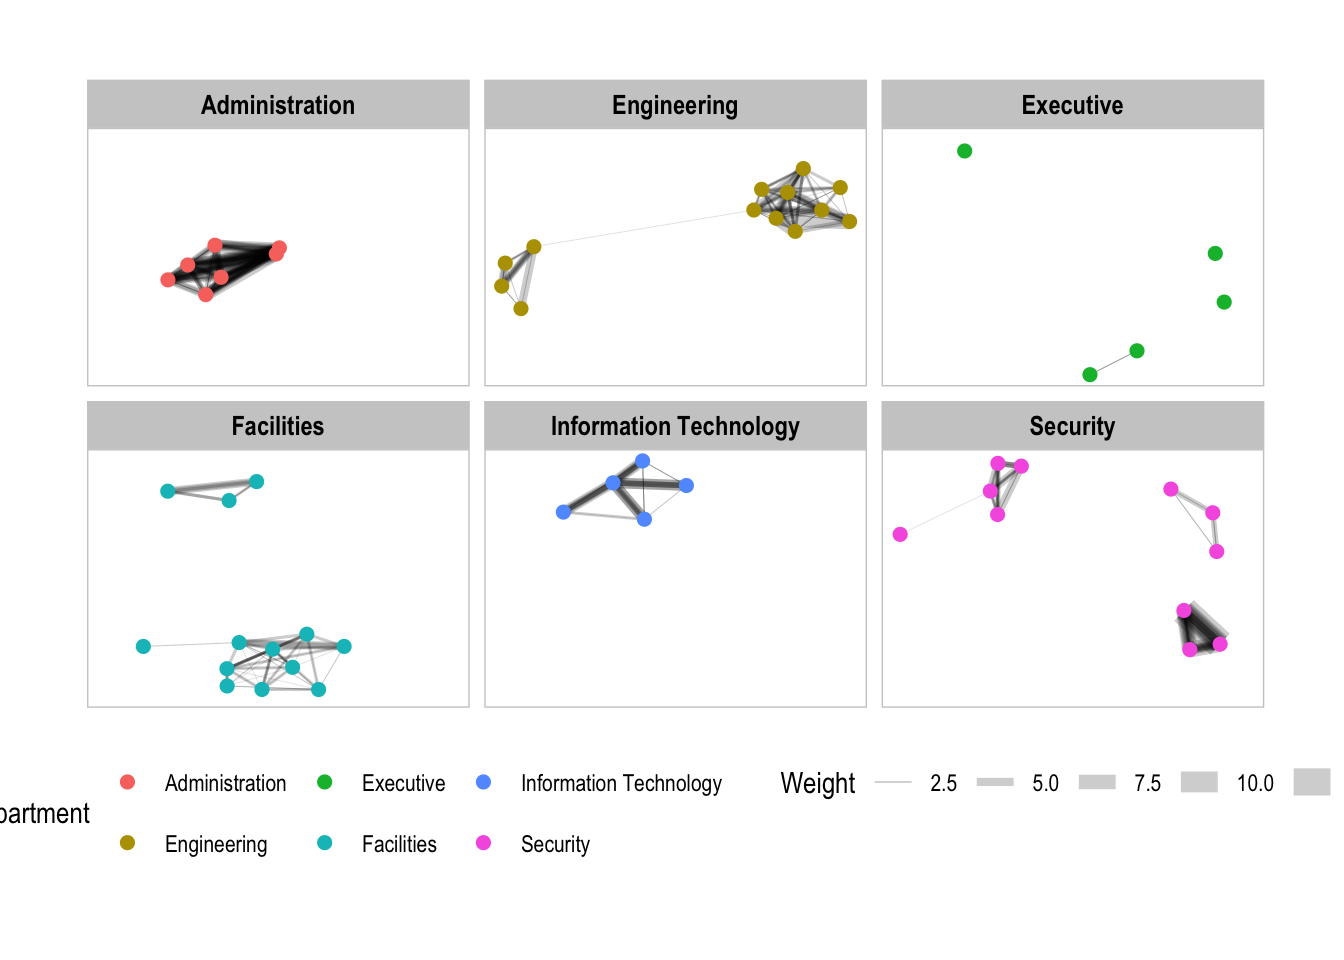 Administration
Engineering
Executive
Facilities
Information Technology
Security
partment
Administration
Executive
Information Technology
Engineering
Facilities
Security
Weight
2.5
5.0
7.5
10.0